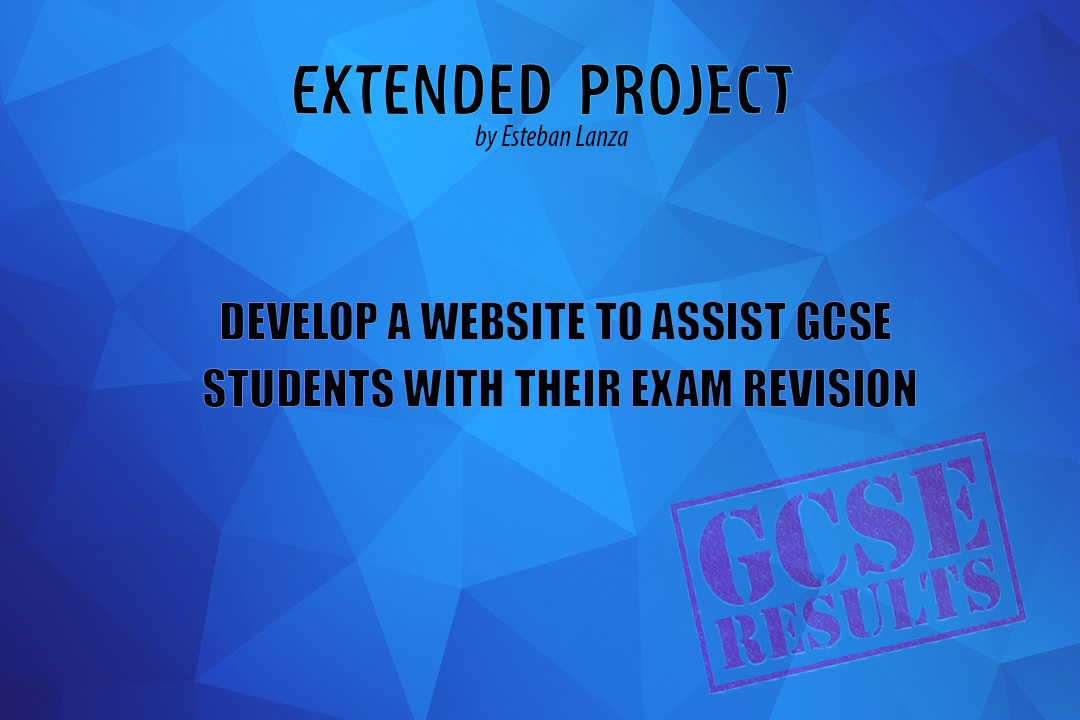 EXTENDED PROJECT
by Esteban Lanza
DEVELOP A WEBSITE TO ASSIST GCSE
STUDENTS WITH THEIR EXAM REVISION
GCSE
RESULTS